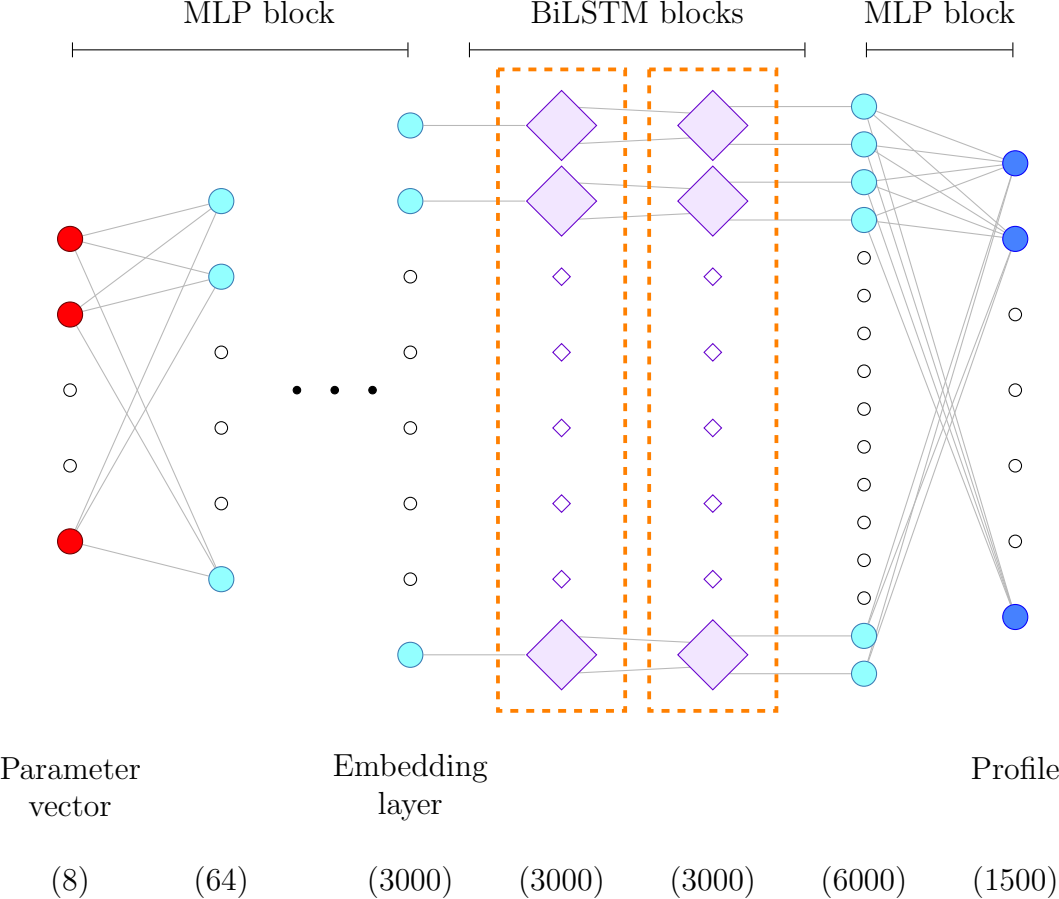 MLP block
BiLSTM blocks
MLP block
Parameter
vector
Embedding
layer
Profile
(8)
(64)
(3000)
(3000)
(3000)
(6000)
(1500)